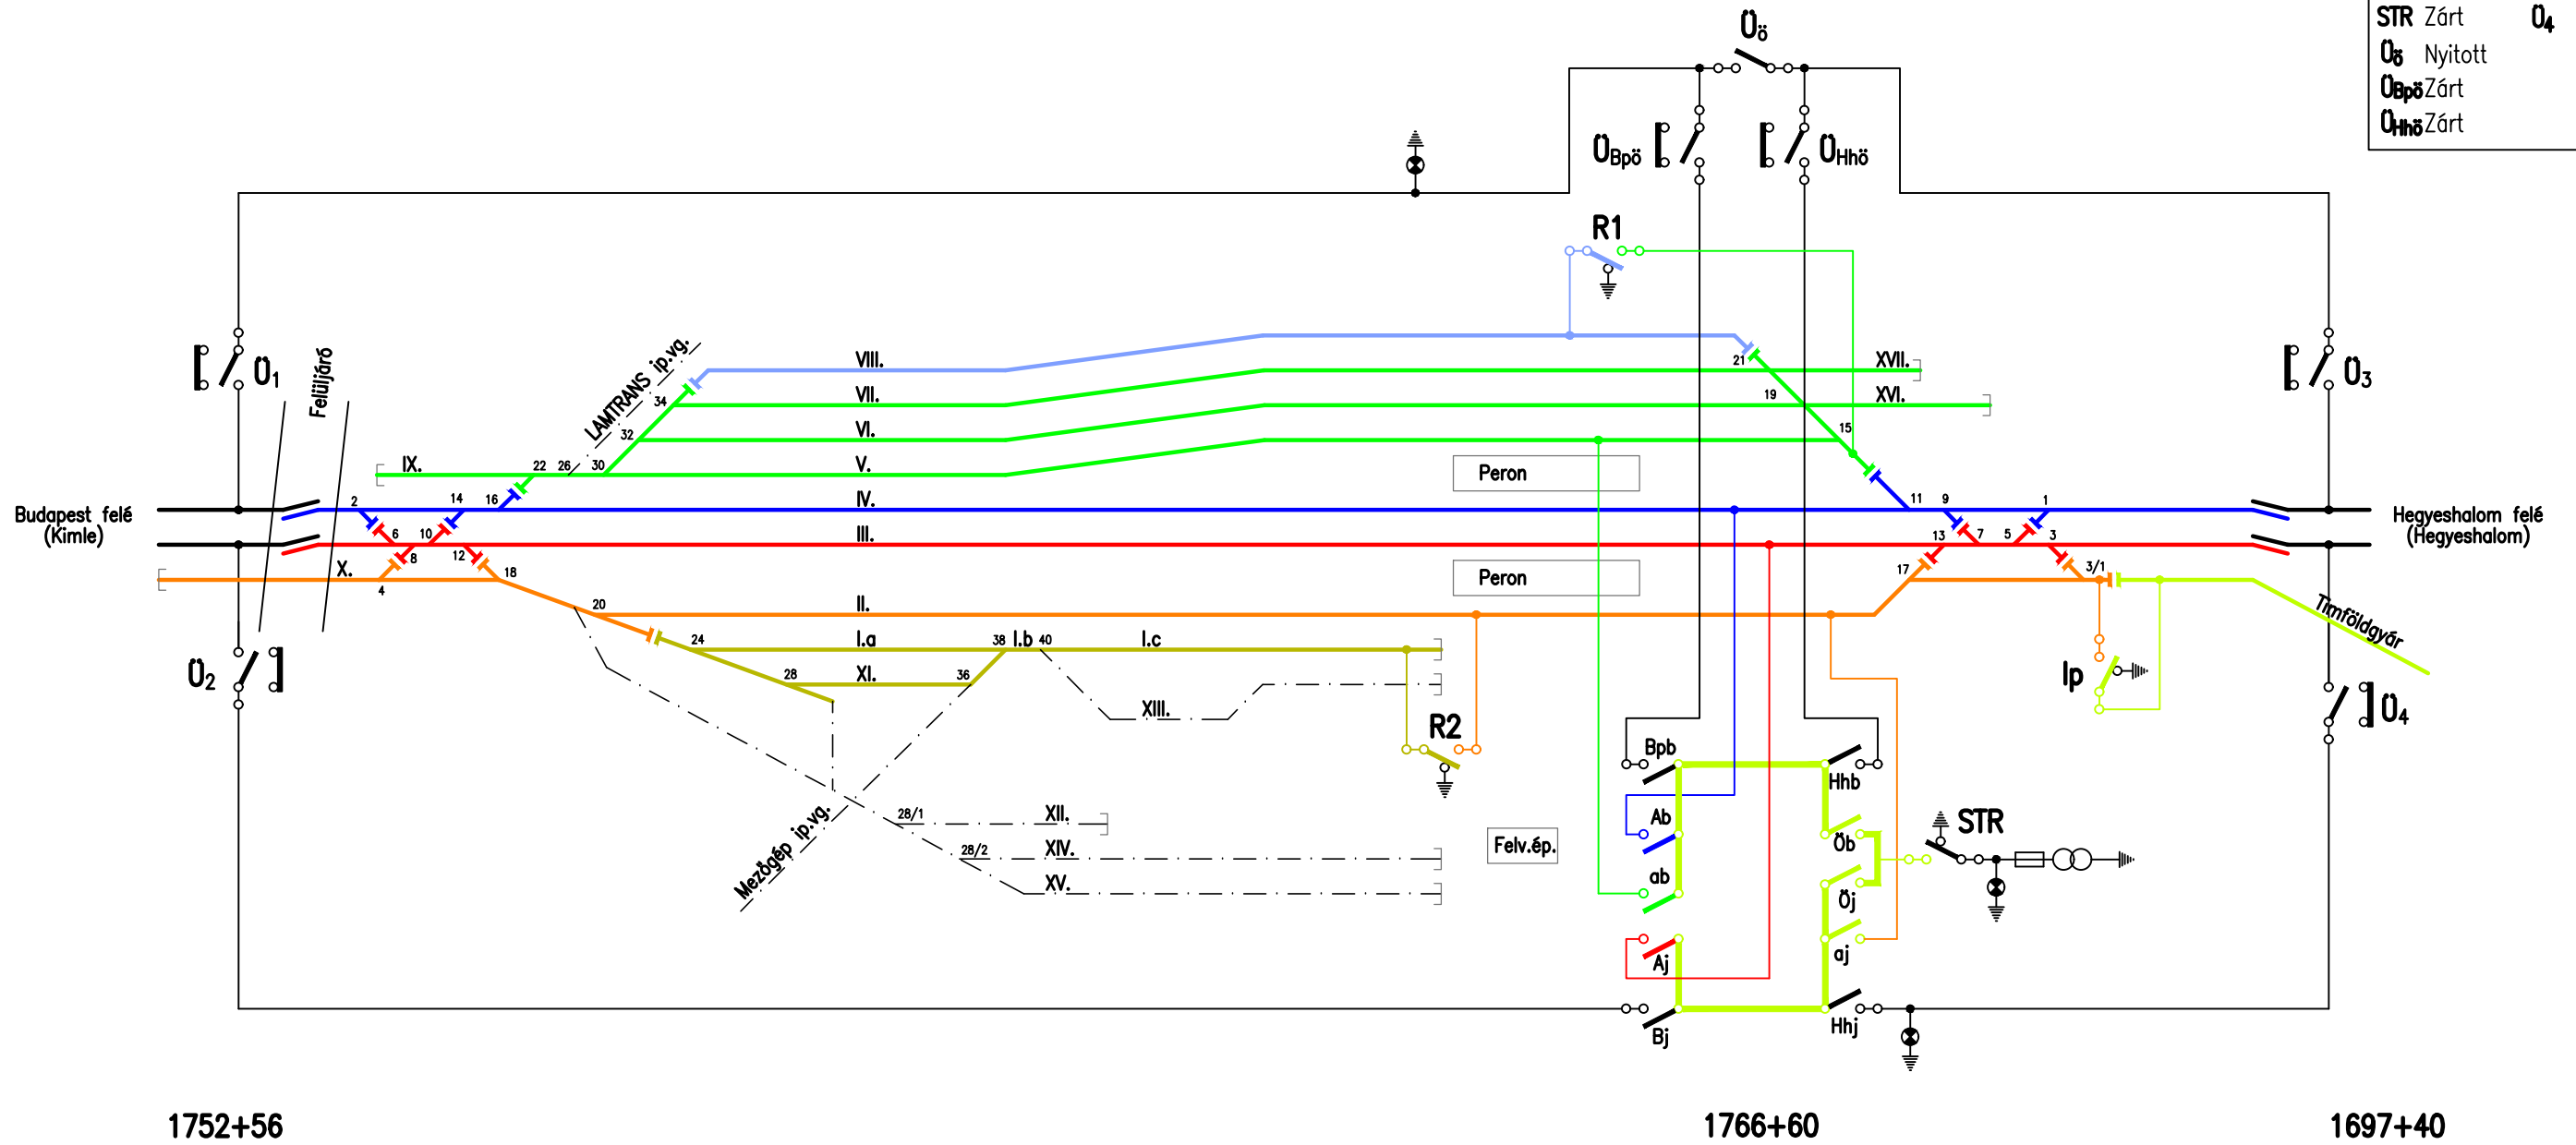 STR Zárt Ü4
Üö Nyitott
ÜBpö Zárt
ÜHhö Zárt
Üö
ÜBpö
ÜHhö
R1
Ü1
Felüljáró
LAMTRANS ip.vg.
VIII.
21
XVII.
Ü3
34
VII.
19
XVI.
32
VI.
15
IX.
22 26 30
V.
Peron
2
14 16
IV.
11 9 1
Budapest felé
(Kimle)
Hegyeshalom felé
(Hegyeshalom)
6 10
III.
13 7 5 3
8 12
X.
18
Peron
17
3/1
4
20
II.
Timföldgyár
24
I.a
38
I.b
40
I.c
Ü2
28
XI.
36
Ip
XIII.
R2
Ü4
Bpb
Hhb
Mezögép ip.vg.
28/1
XII.
Ab
STR
Felv.ép.
Öb
28/2
XIV.
ab
XV.
Öj
Aj
aj
Bj
Hhj
1752+56
1766+60
1697+40